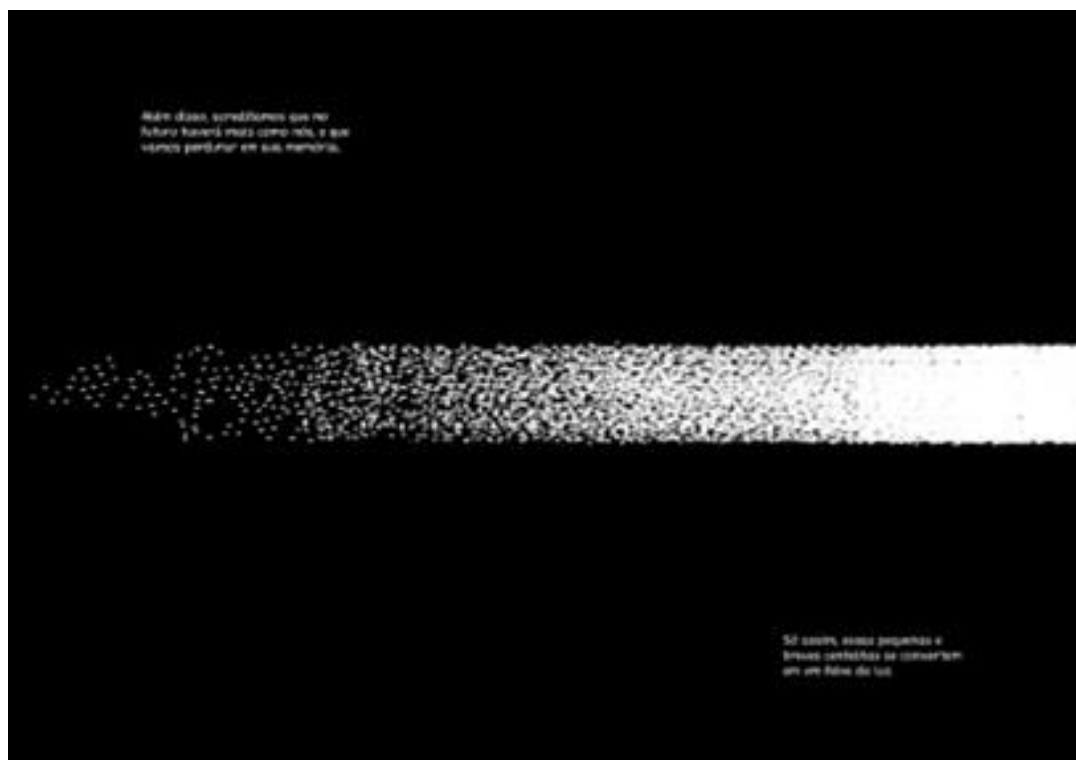 Além disso, acreditamos que no
futuro haverá mais como nós, e que
vamos perdurar em sua memória.
Só assim, essas pequenas e
breves centelhas se convertem
em um feixe de luz.